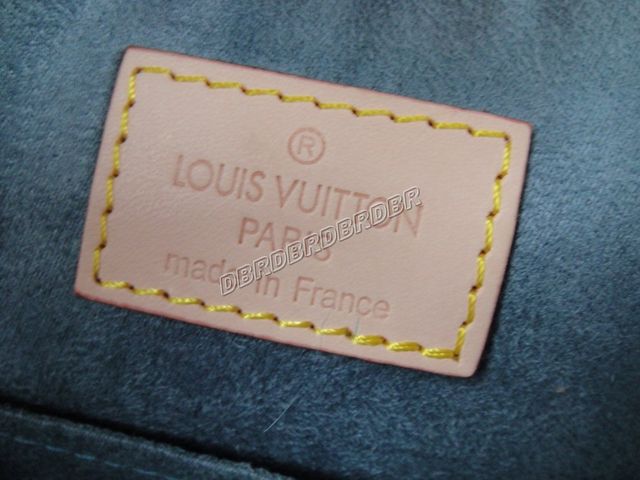 ®
LOUIS VUITTON
PARIS
made in France
DBRDBRDBRDBR